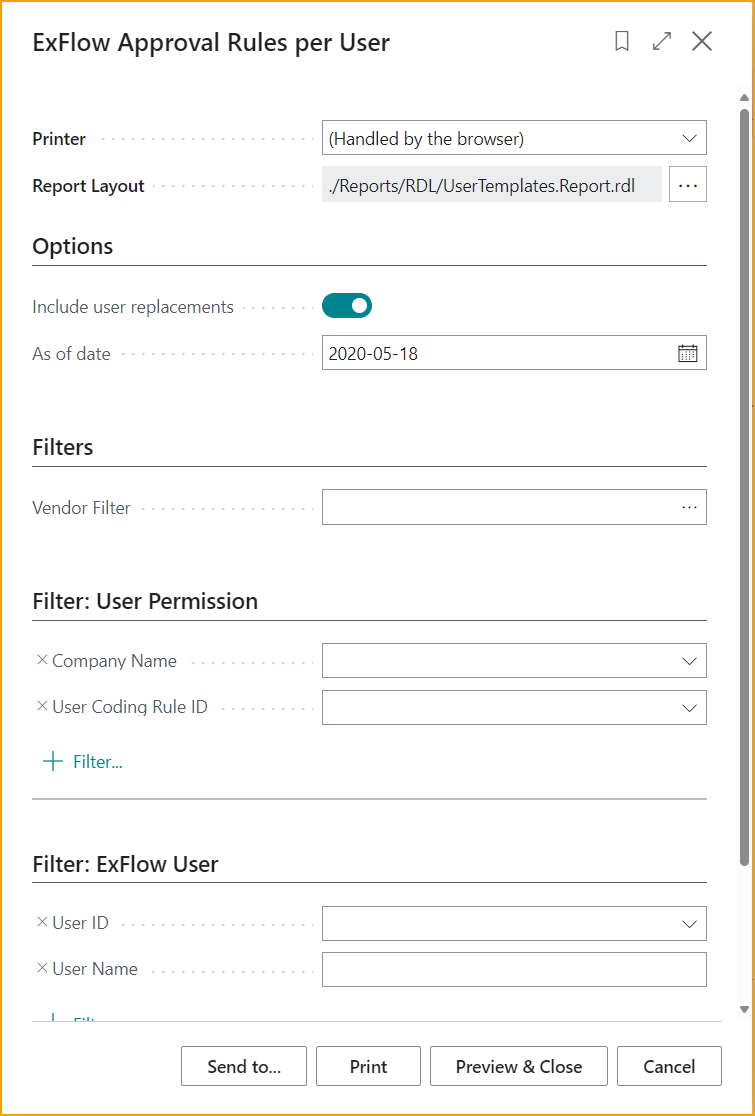 ExFlow Approval Rules per User
Printer (Handled by the browser)
Report Layout ./Reports/RDL/UserTemplates.Report.rdl ...
Options
Include user replacements
As of date 2020-05-18
Filters
Vendor Filter ...
Filter: User Permission
× Company Name
× User Coding Rule ID
+ Filter...
Filter: ExFlow User
× User ID
× User Name
Send to... Print Preview & Close Cancel